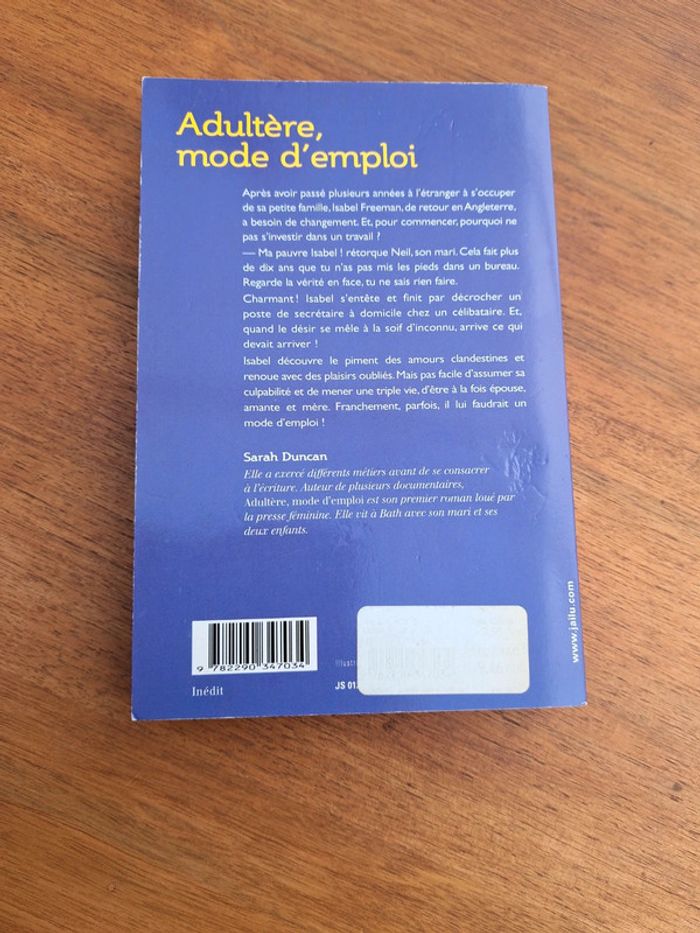 Adultère,
mode d'emploi
Après avoir passé plusieurs années à l'étranger à s'occuper
de sa petite famille, Isabel Freeman, de retour en Angleterre,
a besoin de changement. Et, pour commencer, pourquoi ne
pas s'investir dans un travail ?
— Ma pauvre Isabel ! rétorque Neil, son mari. Cela fait plus
de dix ans que tu n'as pas mis les pieds dans un bureau.
Regarde la vérité en face, tu ne sais rien faire.
Charmant ! Isabel s'entête et finit par décrocher un
poste de secrétaire à domicile chez un célibataire. Et,
quand le désir se mêle à la soif d'inconnu, arrive ce qui
devait arriver !
Isabel découvre le piment des amours clandestines et
renoue avec des plaisirs oubliés. Mais pas facile d'assumer sa
culpabilité et de mener une triple vie, d'être à la fois épouse,
amante et mère. Franchement, parfois, il lui faudrait un
mode d'emploi !
Sarah Duncan
Elle a exercé différents métiers avant de se consacrer
à l'écriture. Auteur de plusieurs documentaires,
Adultère, mode d'emploi est son premier roman loué par
la presse féminine. Elle vit à Bath avec son mari et ses
deux enfants.
www.jailu.com
9 782290 347034
Inédit